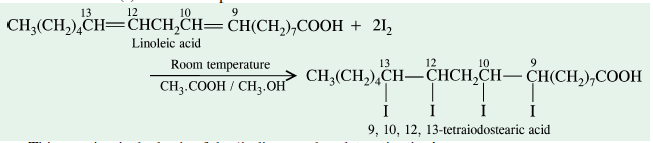 13 12 10 9
CH₃(CH₂)₄CH═CHCH₂CH═CH(CH₂)₇COOH + 2I₂
Linoleic acid
Room temperature
CH₃.COOH / CH₃.OH
13 12 10 9
CH₃(CH₂)₄CH—CHCH₂CH—CH(CH₂)₇COOH
I I I I
9, 10, 12, 13-tetraiodostearic acid